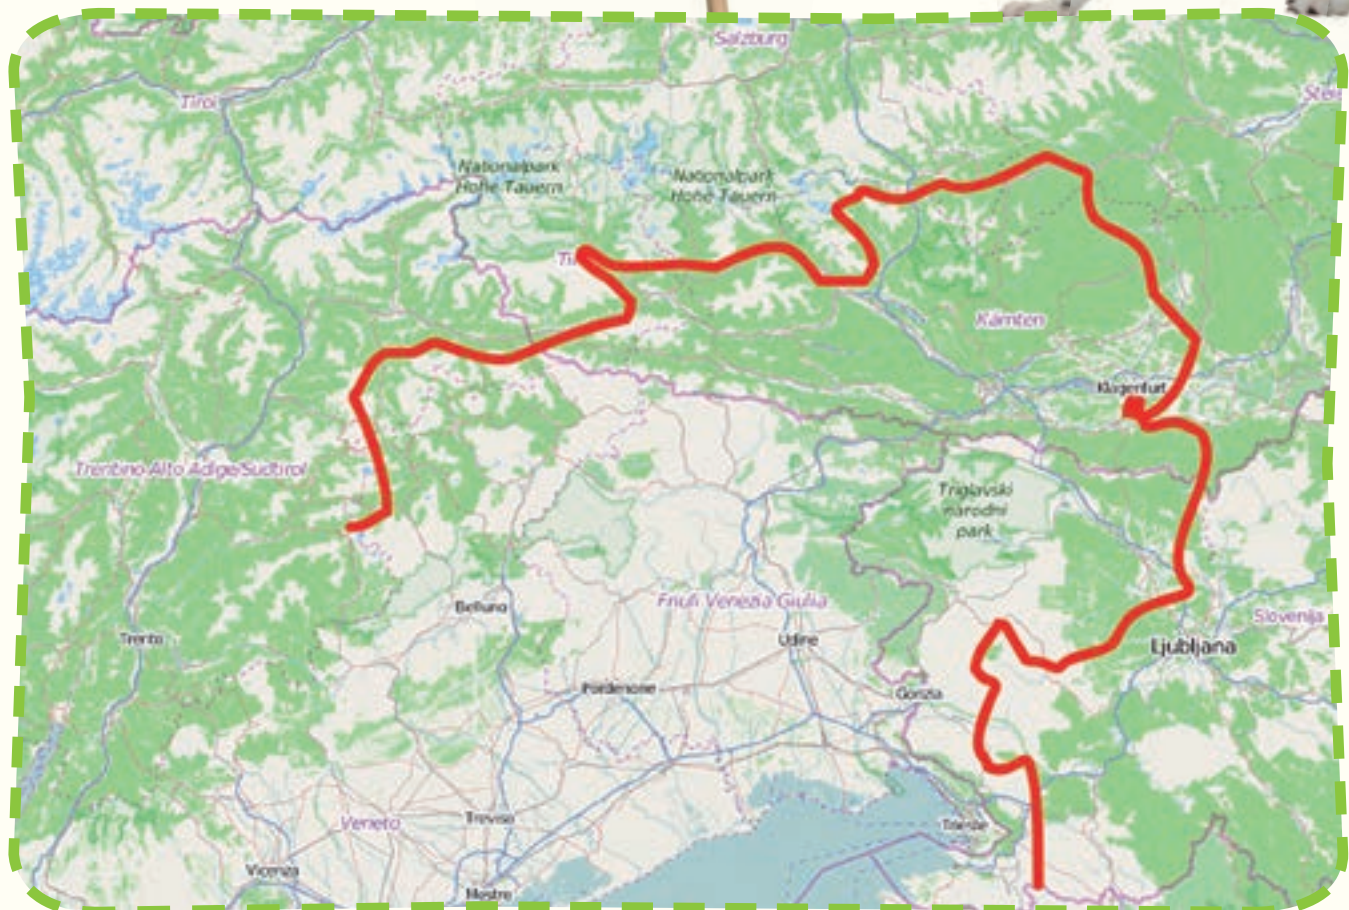 Salzburg
Tirol
Nationalpark
Hohe Tauern
Nationalpark
Hohe Tauern
Kärnten
Klagenfurt
Trentino-Alto Adige/Südtirol
Triglavski
narodni
park
Belluno
Friuli Venezia Giulia
Slovenija
Trento
Udine
Ljubljana
Pordenone
Gorizia
Veneto
Treviso
Trieste
Vicenza
Mestre